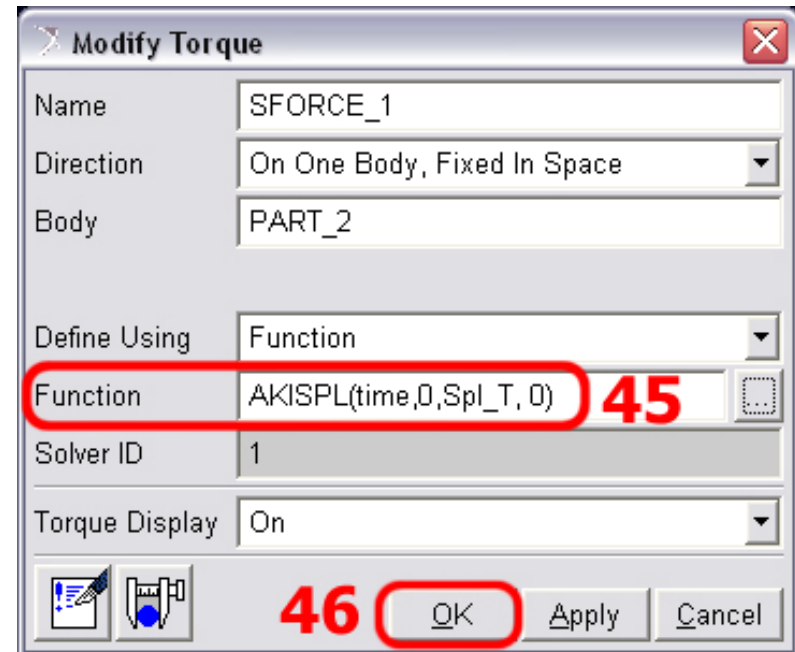 Modify Torque
Name SFORCE_1
Direction On One Body, Fixed In Space
Body PART_2
Define Using Function
Function AKISPL(time,0,Spl_T, 0) 45 ...
Solver ID 1
Torque Display On
46 OK Apply Cancel